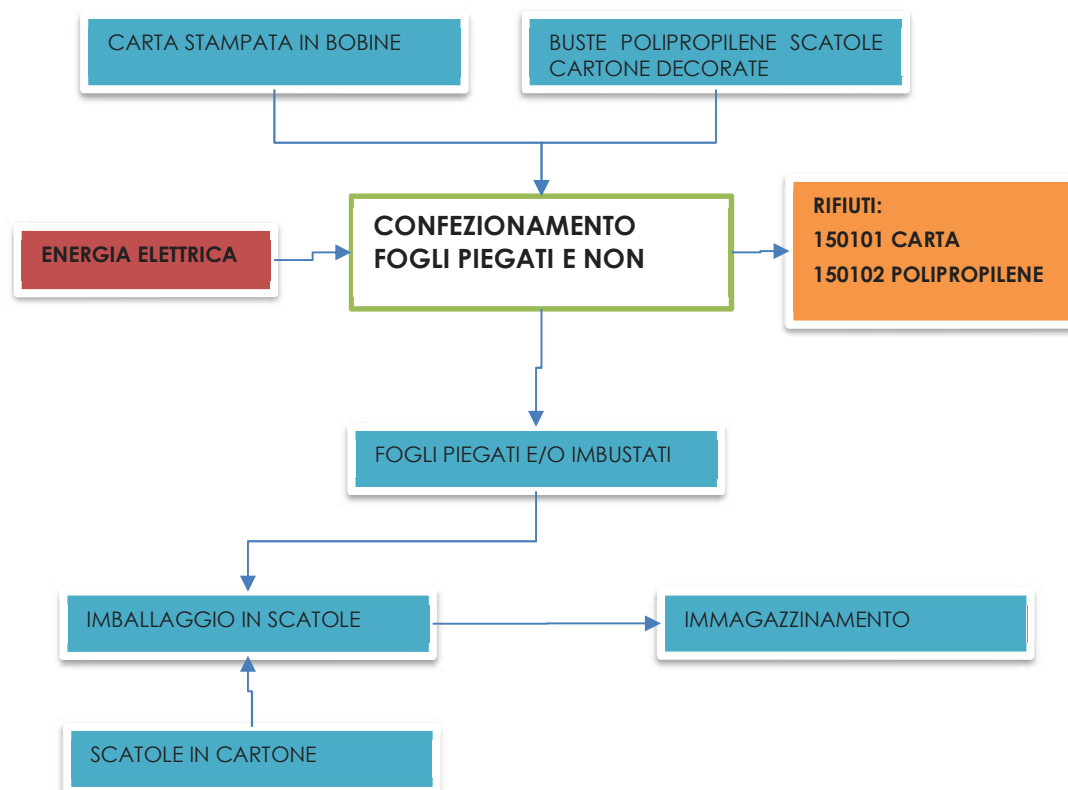 CARTA STAMPATA IN BOBINE
BUSTE POLIPROPILENE SCATOLE
CARTONE DECORATE
CONFEZIONAMENTO
FOGLI PIEGATI E NON
ENERGIA ELETTRICA
RIFIUTI:
150101 CARTA
150102 POLIPROPILENE
FOGLI PIEGATI E/O IMBUSTATI
IMBALLAGGIO IN SCATOLE
IMMAGAZZINAMENTO
SCATOLE IN CARTONE